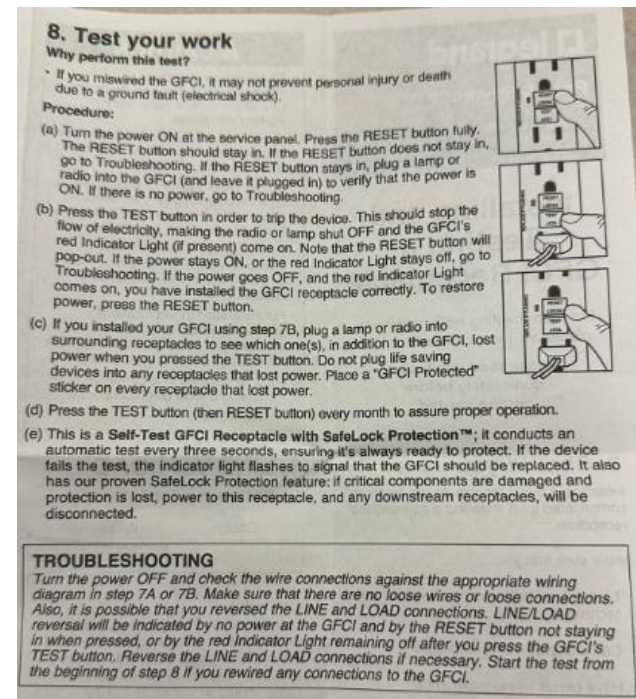 8. Test your work
Why perform this test?
• If you miswired the GFCI, it may not prevent personal injury or death
due to a ground fault (electrical shock).
Procedure:
(a) Turn the power ON at the service panel. Press the RESET button fully.
The RESET button should stay in. If the RESET button does not stay in,
go to Troubleshooting. If the RESET button stays in, plug a lamp or
radio into the GFCI (and leave it plugged in) to verify that the power is
ON. If there is no power, go to Troubleshooting.
(b) Press the TEST button in order to trip the device. This should stop the
flow of electricity, making the radio or lamp shut OFF and the GFCI's
red Indicator Light (if present) come on. Note that the RESET button will
pop-out. If the power stays ON, or the red Indicator Light stays off, go to
Troubleshooting. If the power goes OFF, and the red Indicator Light
comes on, you have installed the GFCI receptacle correctly. To restore
power, press the RESET button.
(c) If you installed your GFCI using step 7B, plug a lamp or radio into
surrounding receptacles to see which one(s), in addition to the GFCI, lost
power when you pressed the TEST button. Do not plug life saving
devices into any receptacles that lost power. Place a "GFCI Protected"
sticker on every receptacle that lost power.
(d) Press the TEST button (then RESET button) every month to assure proper operation.
(e) This is a Self-Test GFCI Receptacle with SafeLock Protection™; it conducts an
automatic test every three seconds, ensuring it's always ready to protect. If the device
fails the test, the indicator light flashes to signal that the GFCI should be replaced. It also
has our proven SafeLock Protection feature: if critical components are damaged and
protection is lost, power to this receptacle, and any downstream receptacles, will be
disconnected.
TROUBLESHOOTING
Turn the power OFF and check the wire connections against the appropriate wiring
diagram in step 7A or 7B. Make sure that there are no loose wires or loose connections.
Also, it is possible that you reversed the LINE and LOAD connections. LINE/LOAD
reversal will be indicated by no power at the GFCI and by the RESET button not staying
in when pressed, or by the red Indicator Light remaining off after you press the GFCI's
TEST button. Reverse the LINE and LOAD connections if necessary. Start the test from
the beginning of step 8 if you rewired any connections to the GFCI.